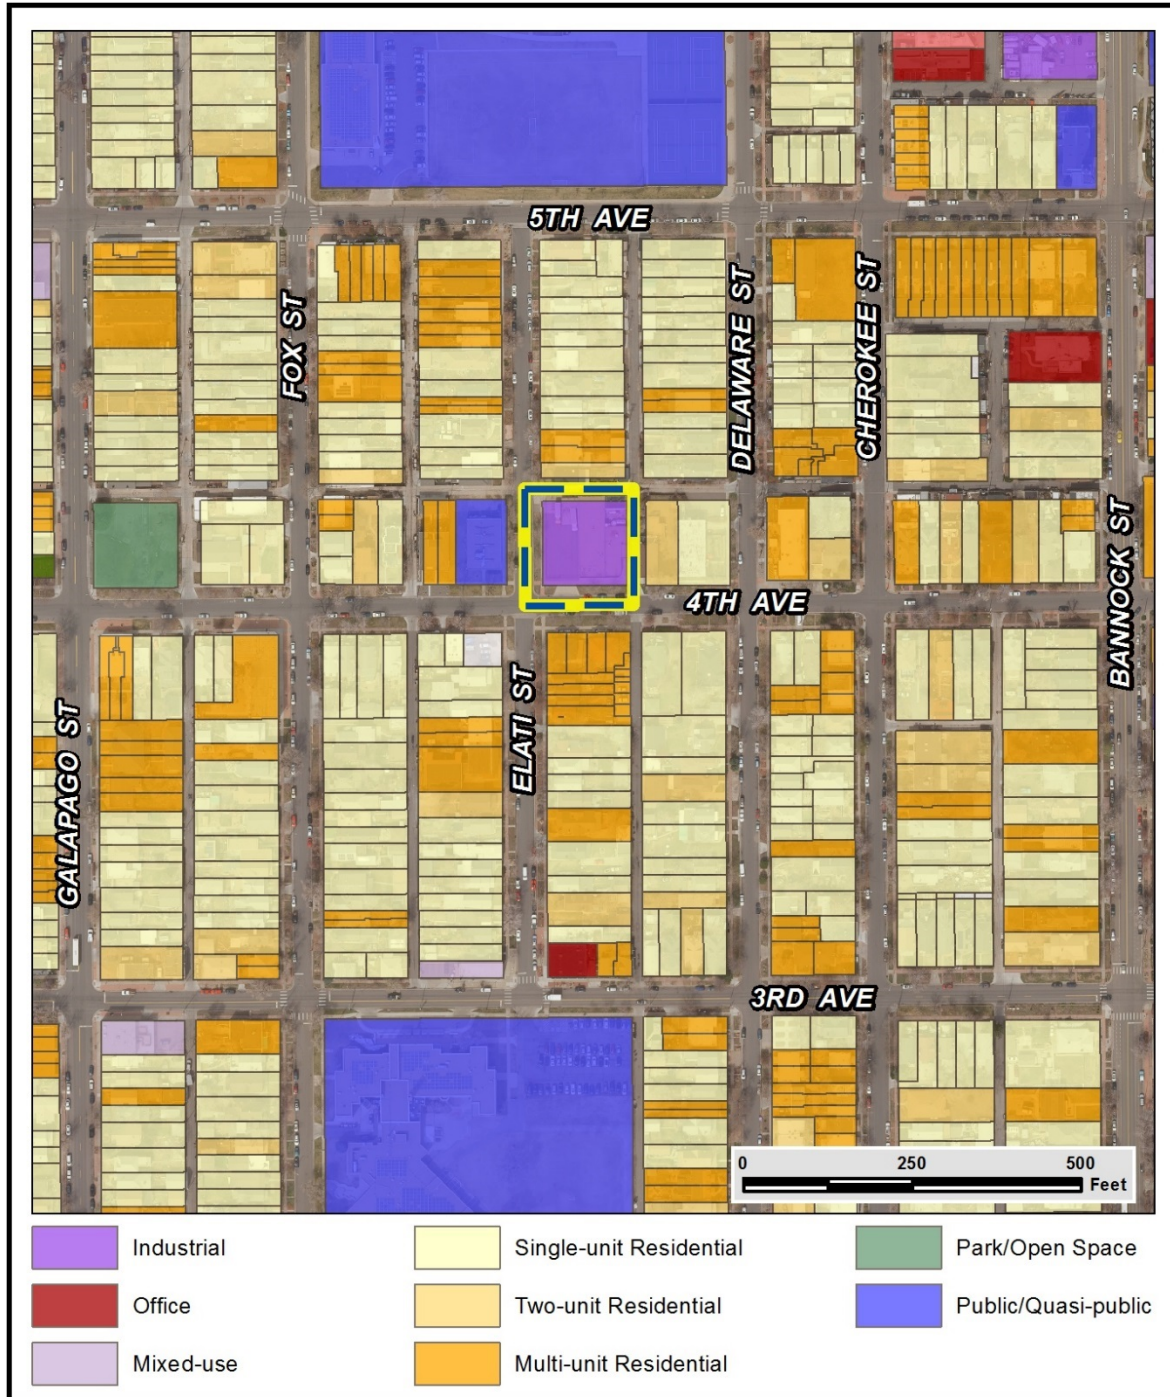 5TH AVE
FOX ST
DELAWARE ST
CHEROKEE ST
BANNOCK ST
4TH AVE
ELATI ST
GALAPAGO ST
3RD AVE
0 250 500
Feet
Industrial
Single-unit Residential
Park/Open Space
Office
Two-unit Residential
Public/Quasi-public
Mixed-use
Multi-unit Residential